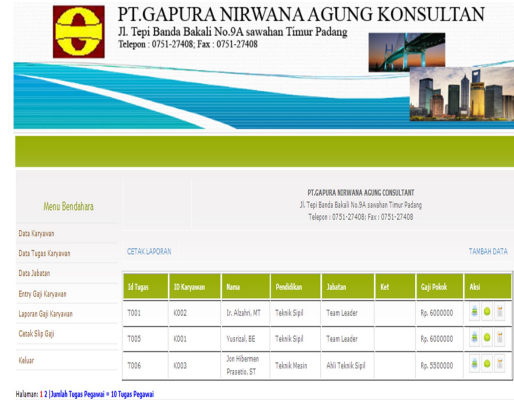 PT.GAPURA NIRWANA AGUNG KONSULTAN
Jl. Tepi Banda Bakali No.9A sawahan Timur Padang
Telepon : 0751-27408; Fax : 0751-27408
Menu Bendahara
Data Karyawan
Data Tugas Karyawan
Data Jabatan
Entry Gaji Karyawan
Laporan Gaji Karyawan
Cetak Slip Gaji
Keluar
PT.GAPURA NIRWANA AGUNG CONSULTANT
Jl. Tepi Banda Bakali No.9A sawahan Timur Padang
Telepon : 0751-27408; Fax : 0751-27408
CETAK LAPORAN TAMBAH DATA
Id Tugas ID Karyawan Nama Pendidikan Jabatan Ket Gaji Pokok Aksi
T001 K002 Ir. Alzahri, MT Teknik Sipil Team Leader Rp. 6000000
T005 K001 Yusrizal, BE Teknik Sipil Team Leader Rp. 6000000
T006 K003 Jon Hibermen Prasetio, ST Teknik Mesin Ahli Teknik Sipil Rp. 5500000
Halaman: 1 2 |Jumlah Tugas Pegawai = 10 Tugas Pegawai